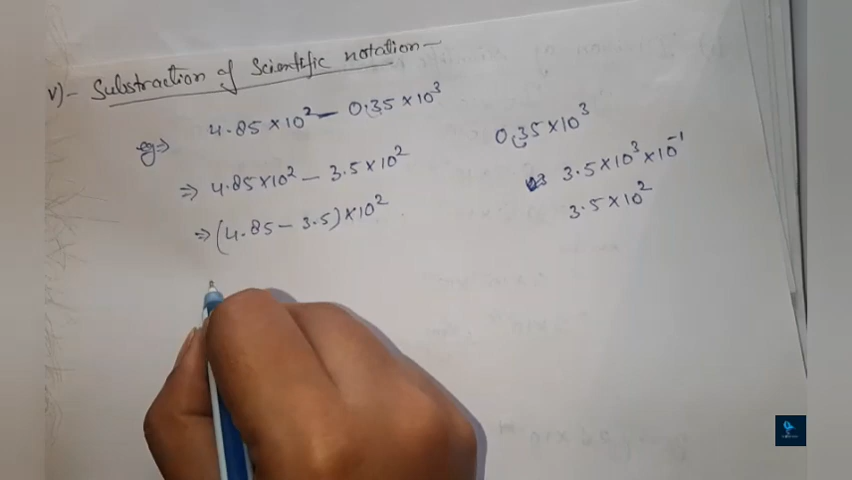 v)- Substraction of Scientific notation-
eg⇒ 4.85×10² - 0.35×10³
⇒ 4.85×10² - 3.5×10²
⇒ (4.85 - 3.5)×10²
0.35×10³
3.5×10³×10⁻¹
3.5×10²